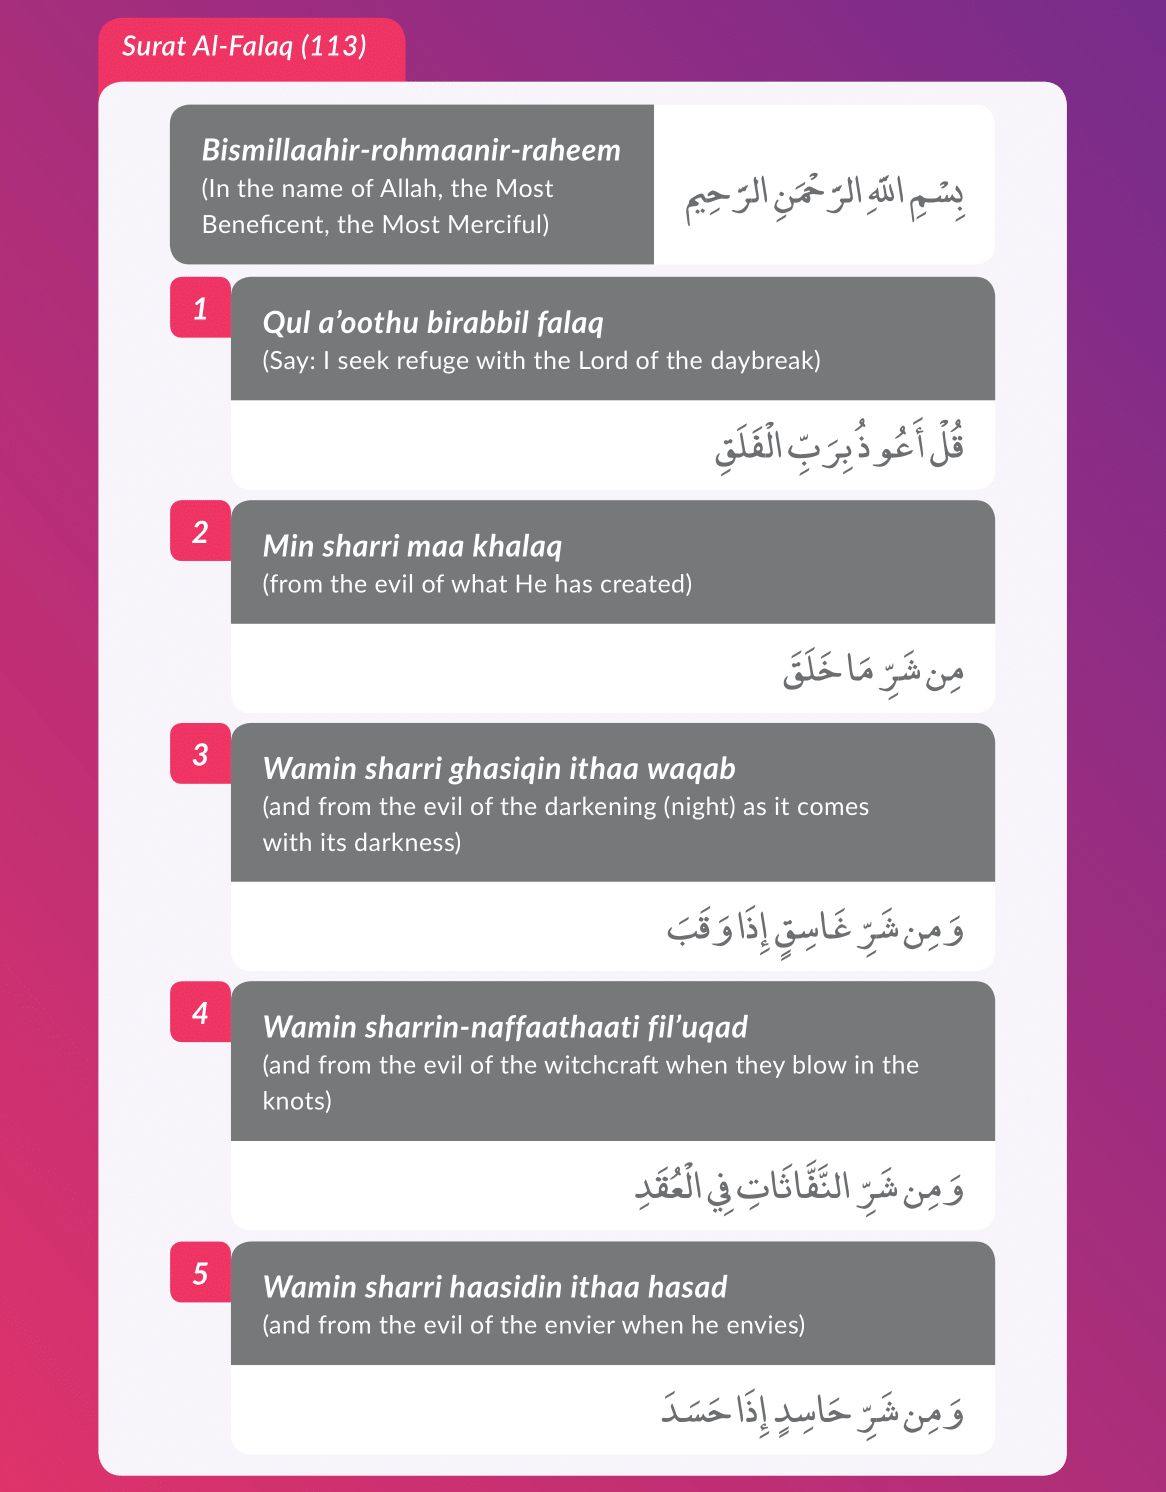 Surat Al-Falaq (113)
Bismillaahir-rohmaanir-raheem
(In the name of Allah, the Most
Beneficent, the Most Merciful)
بِسْمِ اللَّهِ الرَّحْمَنِ الرَّحِيمِ
1
Qul a’oothu birabbil falaq
(Say: I seek refuge with the Lord of the daybreak)
قُلْ أَعُوذُ بِرَبِّ الْفَلَقِ
2
Min sharri maa khalaq
(from the evil of what He has created)
مِن شَرِّ مَا خَلَقَ
3
Wamin sharri ghasiqin ithaa waqab
(and from the evil of the darkening (night) as it comes
with its darkness)
وَمِن شَرِّ غَاسِقٍ إِذَا وَقَبَ
4
Wamin sharrin-naffaathaati fil’uqad
(and from the evil of the witchcraft when they blow in the
knots)
وَمِن شَرِّ النَّفَّاثَاتِ فِي الْعُقَدِ
5
Wamin sharri haasidin ithaa hasad
(and from the evil of the envier when he envies)
وَمِن شَرِّ حَاسِدٍ إِذَا حَسَدَ